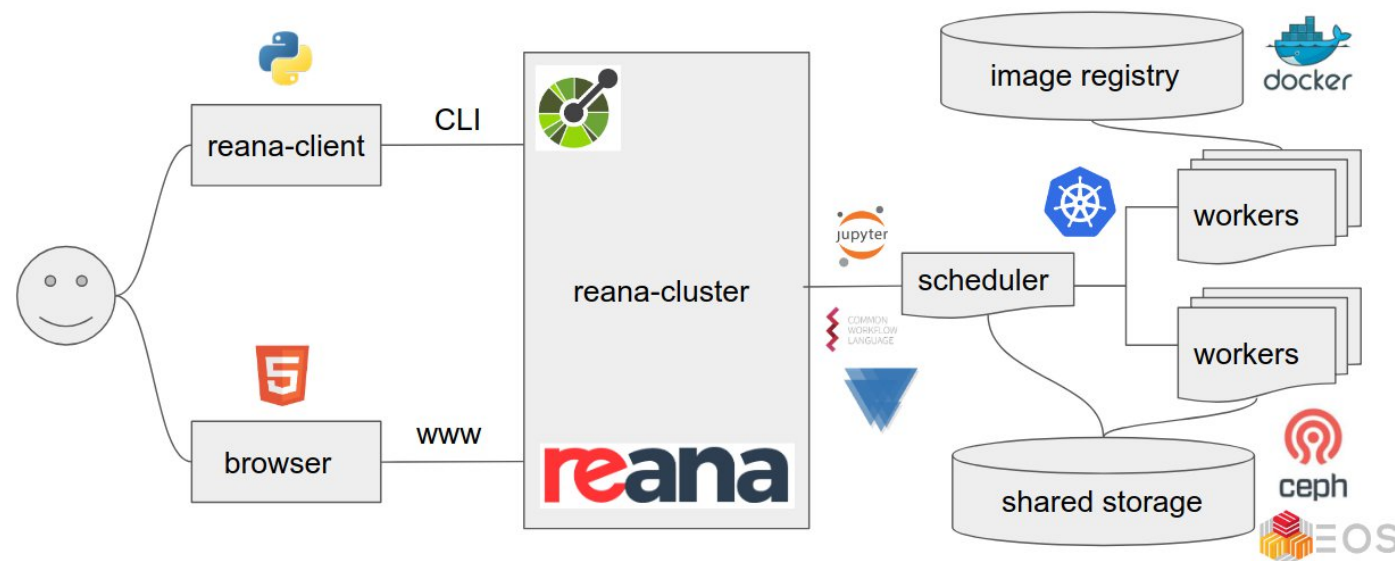 image registry
docker
CLI
reana-client
workers
jupyter
scheduler
reana-cluster
COMMON
WORKFLOW
LANGUAGE
workers
5
www
browser
reana
shared storage
ceph
EOS